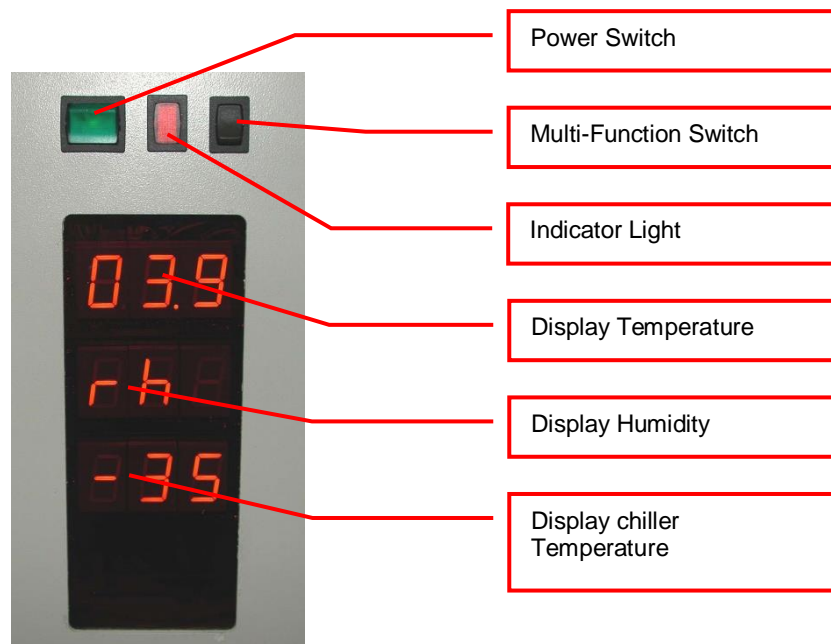 Power Switch
Multi-Function Switch
Indicator Light
03.9
Display Temperature
rh
Display Humidity
-35
Display chiller
Temperature